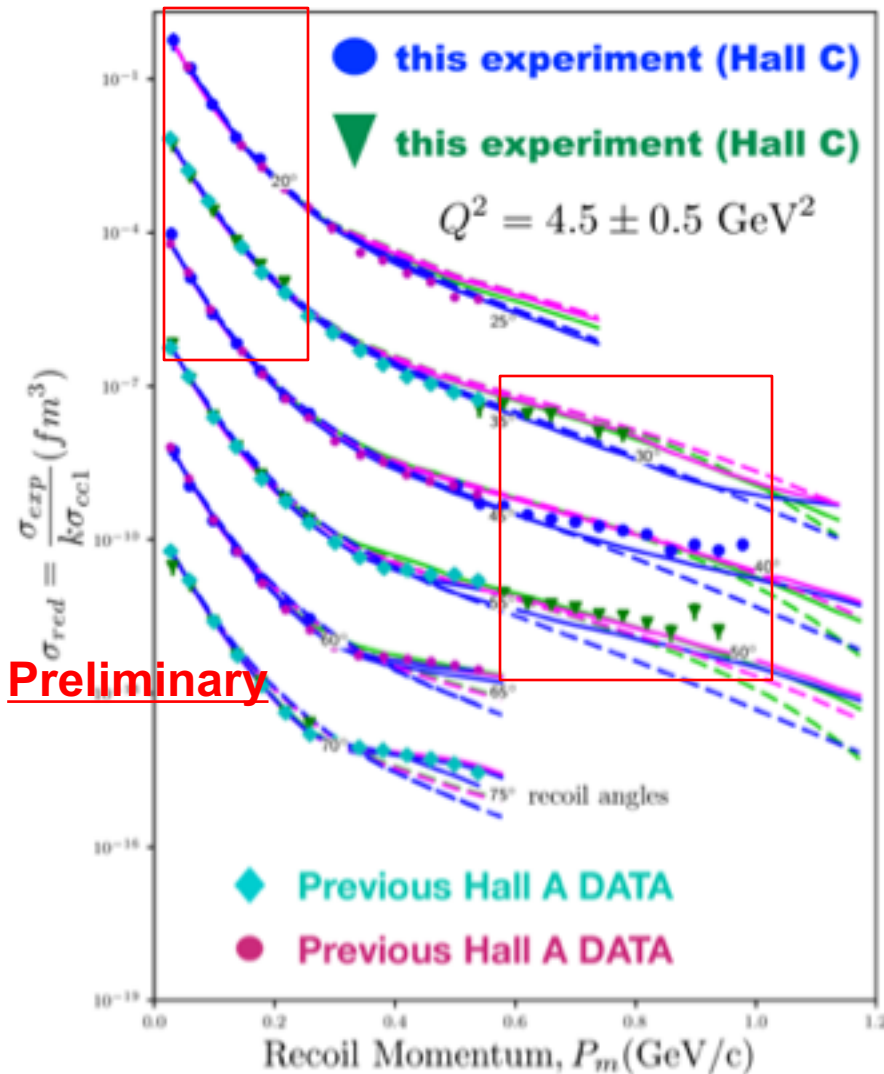 this experiment (Hall C)
this experiment (Hall C)
Q² = 4.5 ± 0.5 GeV²
10⁻¹
10⁻⁴
10⁻⁷
10⁻¹⁰
10⁻¹⁶
10⁻¹⁹
σ_red = σ_exp / kσ_cc1 (fm³)
20°
25°
35°
30°
45°
40°
50°
60°
65°
70°
75° recoil angles
Preliminary
Previous Hall A DATA
Previous Hall A DATA
0.0 0.2 0.4 0.6 0.8 1.0 1.2
Recoil Momentum, P_m(GeV/c)